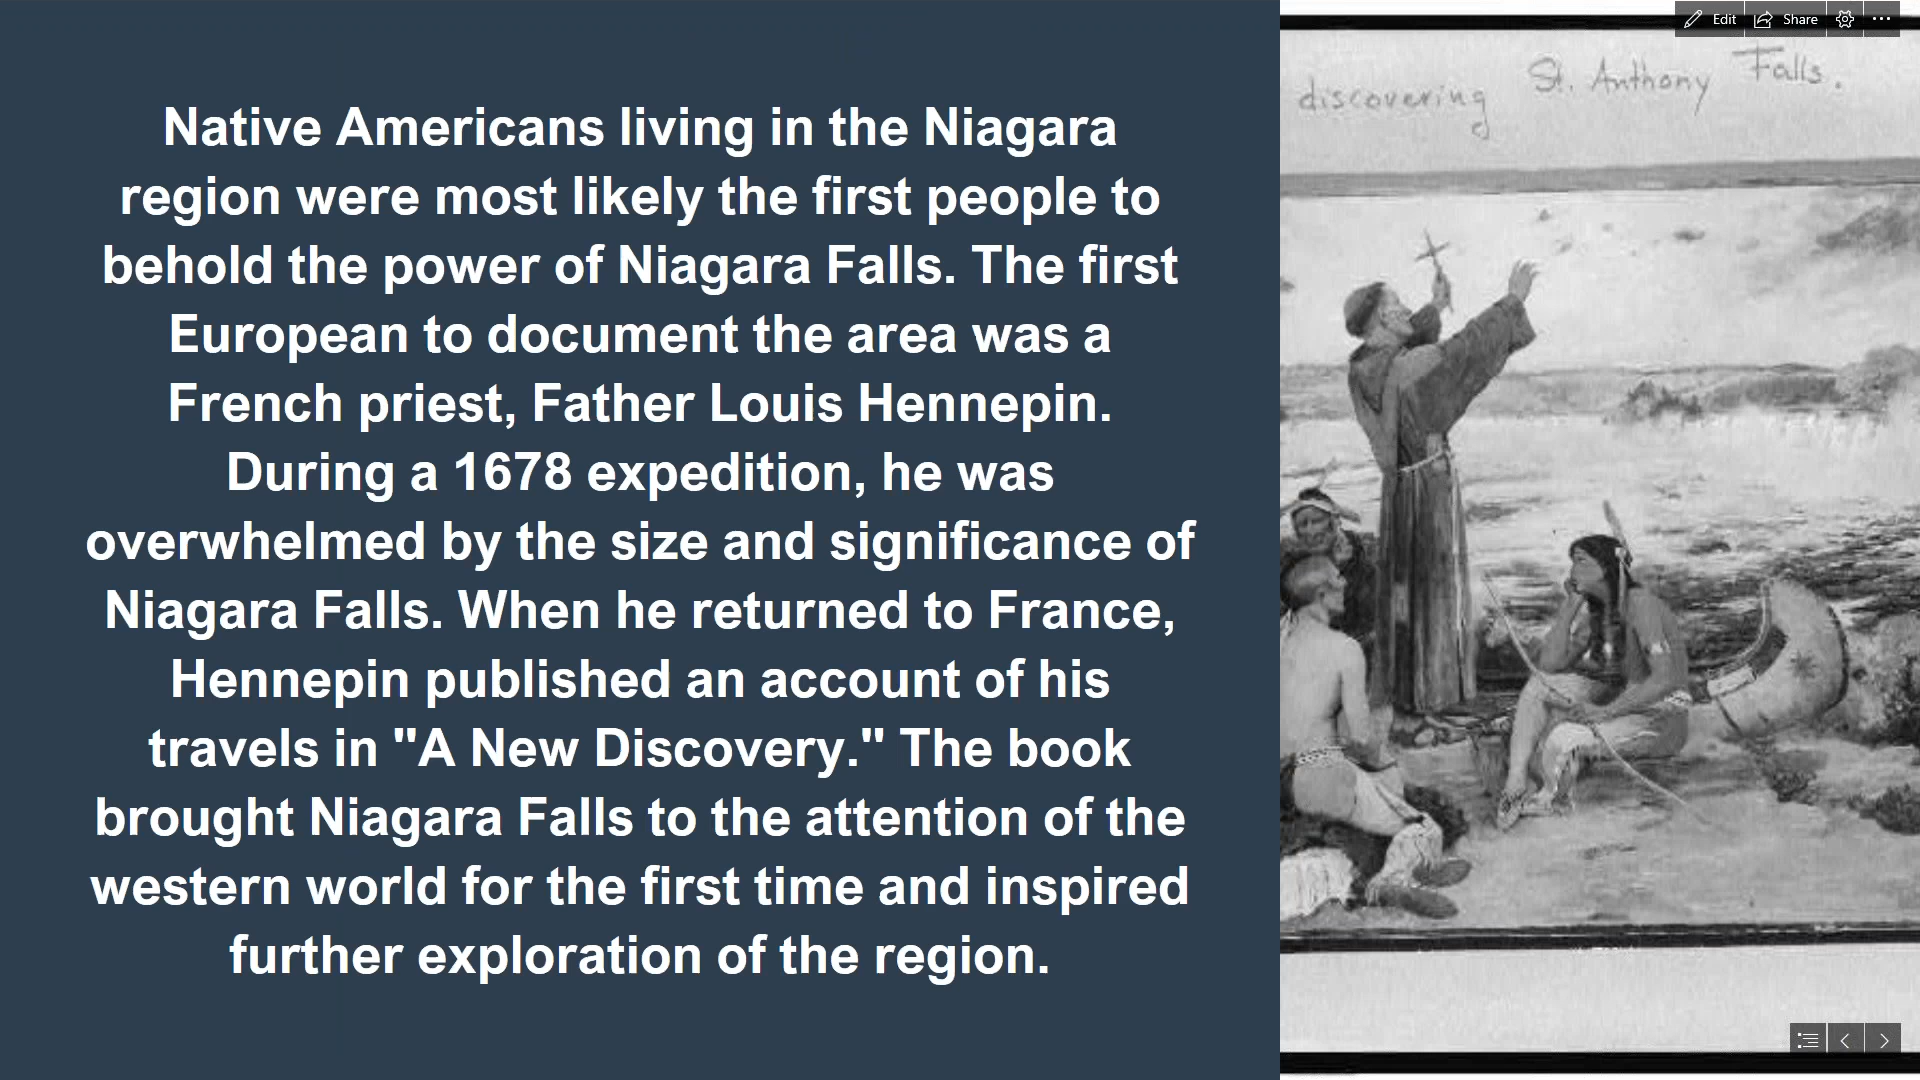 Edit
Share
discovering St. Anthony Falls.
Native Americans living in the Niagara
region were most likely the first people to
behold the power of Niagara Falls. The first
European to document the area was a
French priest, Father Louis Hennepin.
During a 1678 expedition, he was
overwhelmed by the size and significance of
Niagara Falls. When he returned to France,
Hennepin published an account of his
travels in "A New Discovery." The book
brought Niagara Falls to the attention of the
western world for the first time and inspired
further exploration of the region.